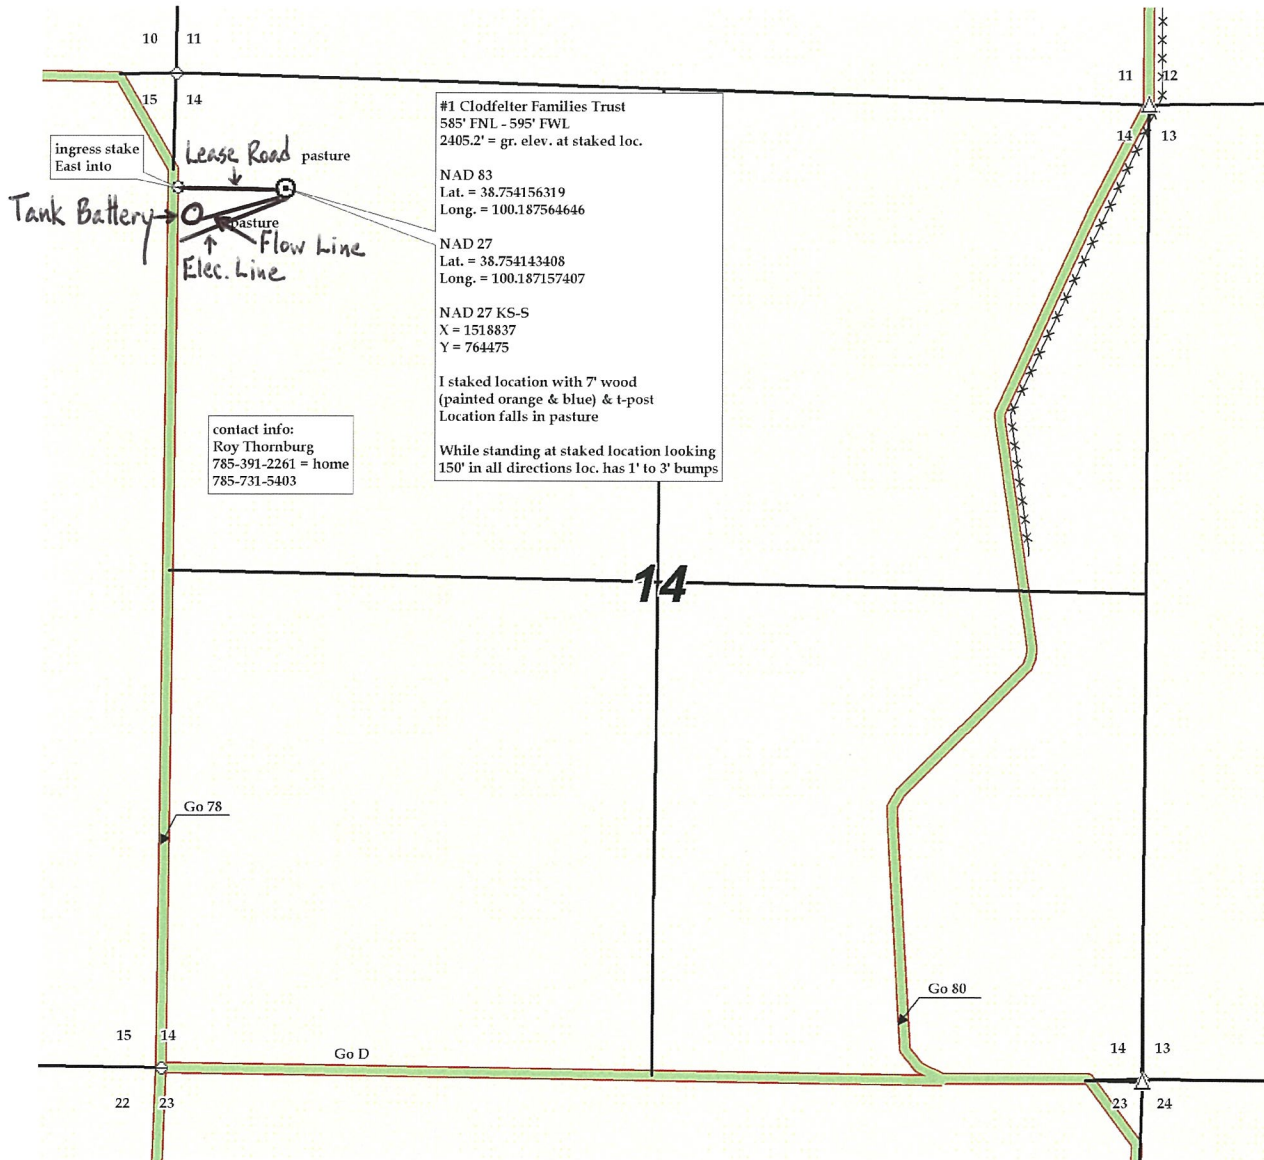 10 11
11 12
15 14
14 13
#1 Clodfelter Families Trust
585' FNL - 595' FWL
2405.2' = gr. elev. at staked loc.
NAD 83
Lat. = 38.754156319
Long. = 100.187564646
NAD 27
Lat. = 38.754143408
Long. = 100.187157407
NAD 27 KS-S
X = 1518837
Y = 764475
I staked location with 7' wood
(painted orange & blue) & t-post
Location falls in pasture
While standing at staked location looking
150' in all directions loc. has 1' to 3' bumps
ingress stake
East into
Lease Road
pasture
Tank Battery
pasture
Flow Line
Elec. Line
contact info:
Roy Thornburg
785-391-2261 = home
785-731-5403
14
Go 78
Go 80
15 14
Go D
14 13
22 23
23 24